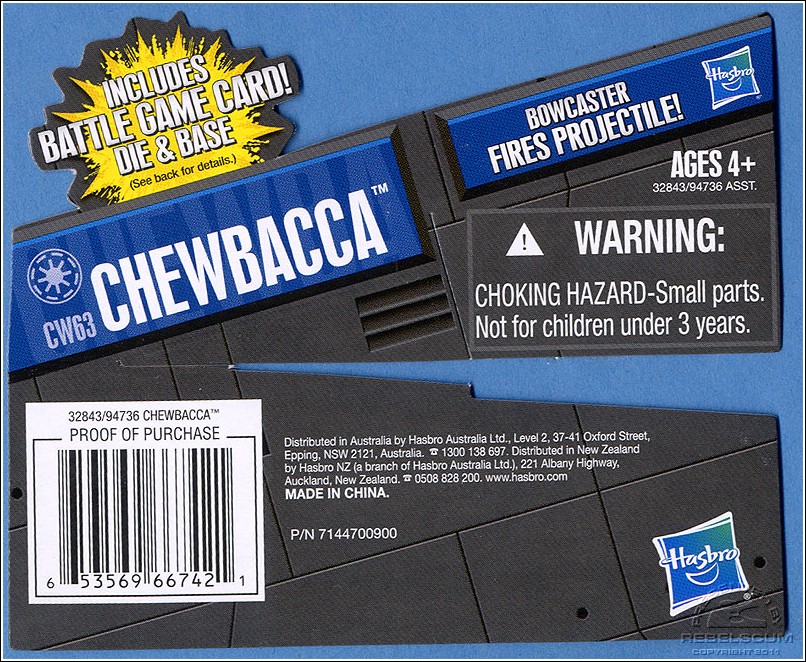 INCLUDES
BATTLE GAME CARD!
DIE & BASE
(See back for details.)
Hasbro
BOWCASTER
FIRES PROJECTILE!
AGES 4+
32843/94736 ASST.
CHEWBACCA™
CW63
WARNING:
CHOKING HAZARD-Small parts.
Not for children under 3 years.
32843/94736 CHEWBACCA™
PROOF OF PURCHASE
6 53569 66742 1
Distributed in Australia by Hasbro Australia Ltd., Level 2, 37-41 Oxford Street,
Epping, NSW 2121, Australia. ☎ 1300 138 697. Distributed in New Zealand
by Hasbro NZ (a branch of Hasbro Australia Ltd.), 221 Albany Highway,
Auckland, New Zealand. ☎ 0508 828 200. www.hasbro.com
MADE IN CHINA.
P/N 7144700900
Hasbro
®
REBELSCUM
COPYRIGHT 2011